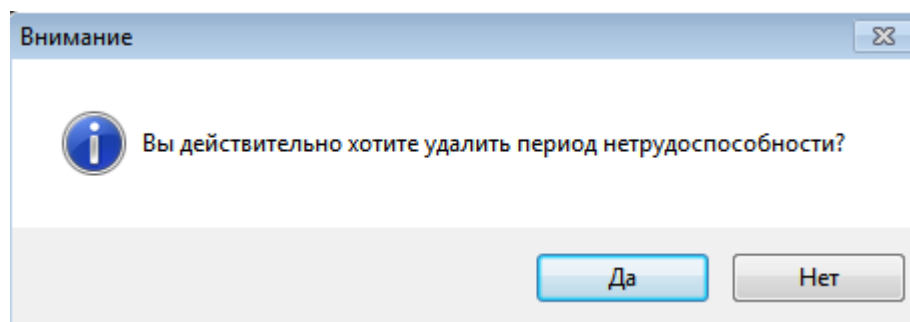 Внимание
Вы действительно хотите удалить период нетрудоспособности?
Да
Нет